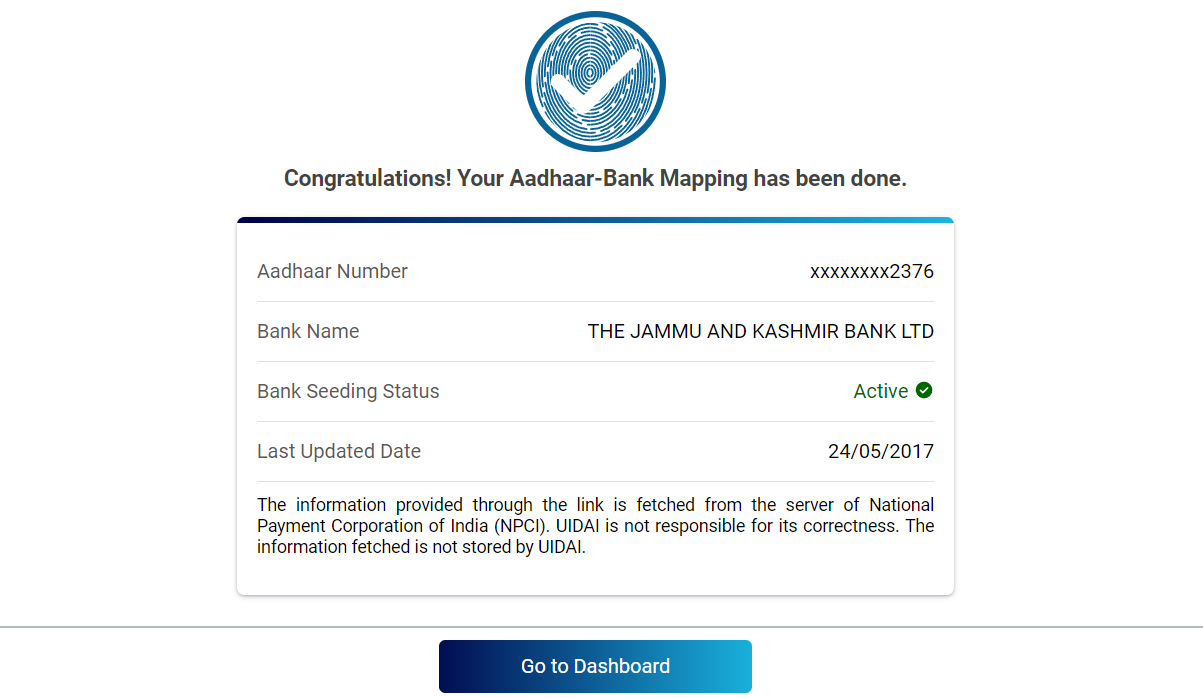 Congratulations! Your Aadhaar-Bank Mapping has been done.
Aadhaar Number xxxxxxxx2376
Bank Name THE JAMMU AND KASHMIR BANK LTD
Bank Seeding Status Active
Last Updated Date 24/05/2017
The information provided through the link is fetched from the server of National
Payment Corporation of India (NPCI). UIDAI is not responsible for its correctness. The
information fetched is not stored by UIDAI.
Go to Dashboard